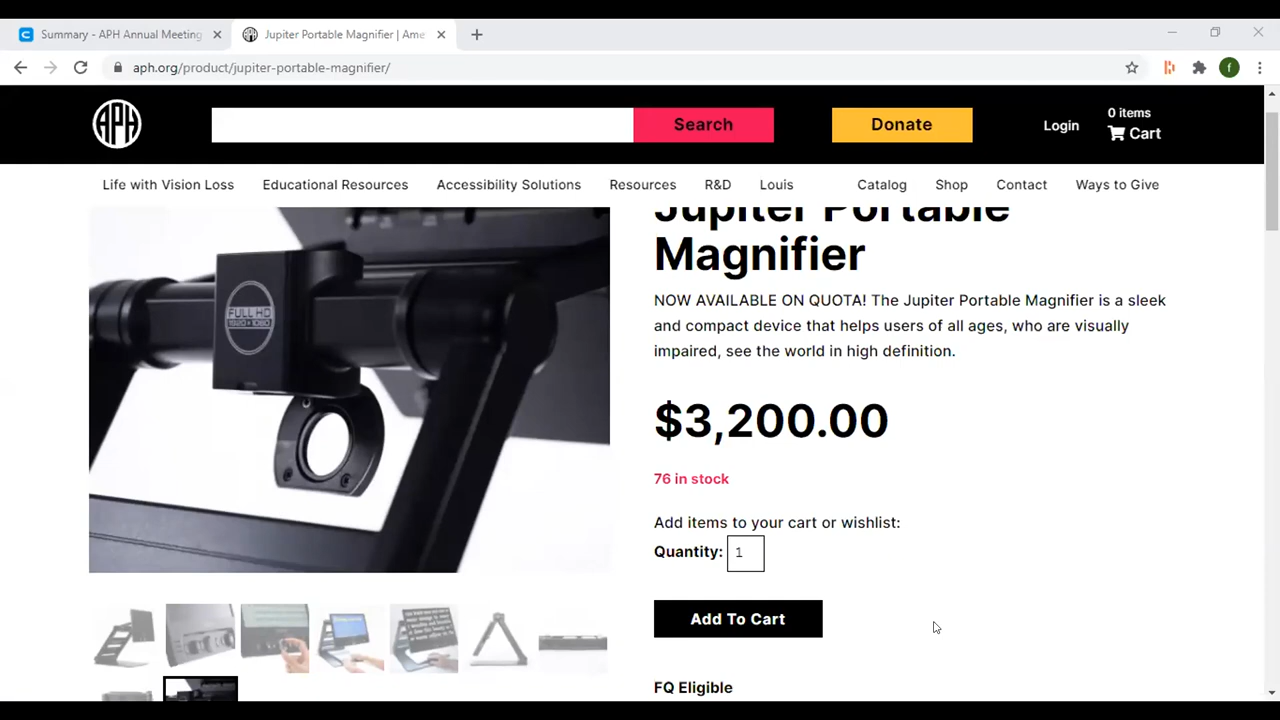 Summary - APH Annual Meeting
Jupiter Portable Magnifier | Ame
aph.org/product/jupiter-portable-magnifier/
f
APH
Search
Donate
Login
0 items
Cart
Life with Vision Loss
Educational Resources
Accessibility Solutions
Resources
R&D
Louis
Catalog
Shop
Contact
Ways to Give
Jupiter Portable
Magnifier
NOW AVAILABLE ON QUOTA! The Jupiter Portable Magnifier is a sleek
and compact device that helps users of all ages, who are visually
impaired, see the world in high definition.
FULL HD
1920×1080
$3,200.00
76 in stock
Add items to your cart or wishlist:
Quantity: 1
Add To Cart
FQ Eligible